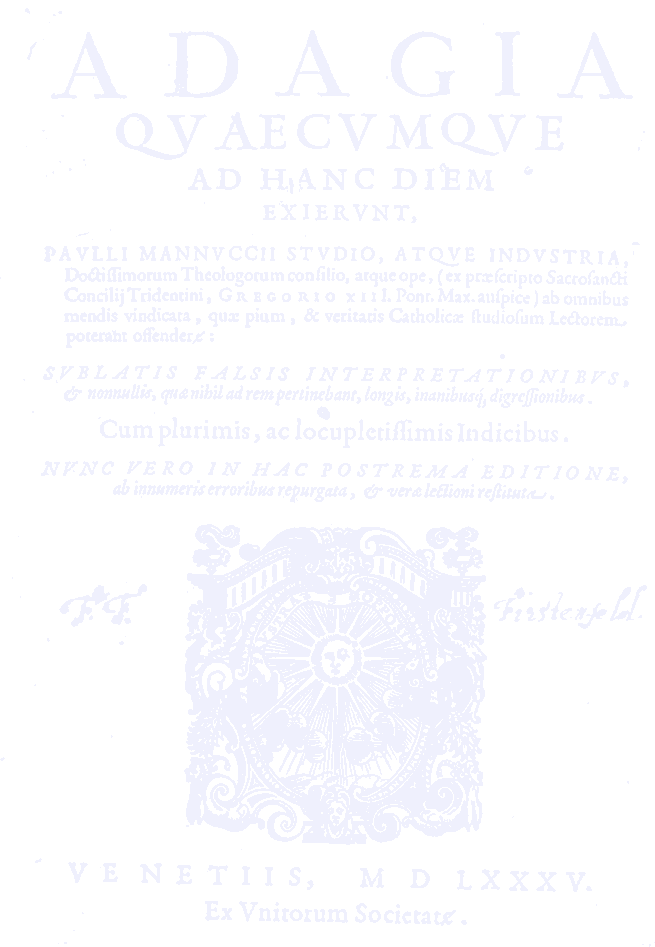 ADAGIA
QVAECVMQVE
AD HANC DIEM
EXIERVNT,
PAVLLI MANNVCCII STVDIO, ATQVE INDVSTRIA,
Doctissimorum Theologorum consilio, atque ope, (ex præscripto Sacrosancti
Concilij Tridentini, GREGORIO XIII. Pont. Max. auspice) ab omnibus
mendis vindicata, quæ pium, & veritatis Catholicæ studiosum Lectorem
poterant offendere:
SVBLATIS FALSIS INTERPRETATIONIBVS,
& nonnullis, quæ nihil ad rem pertinebant, longis, inanibusq; digressionibus.
Cum plurimis, ac locupletissimis Indicibus.
NVNC VERO IN HAC POSTREMA EDITIONE,
ab innumeris erroribus repurgata, & veræ lectioni restituta.
F. F. Firstenfeld.
VENETIIS, M D LXXXV.
Ex Vnitorum Societate.